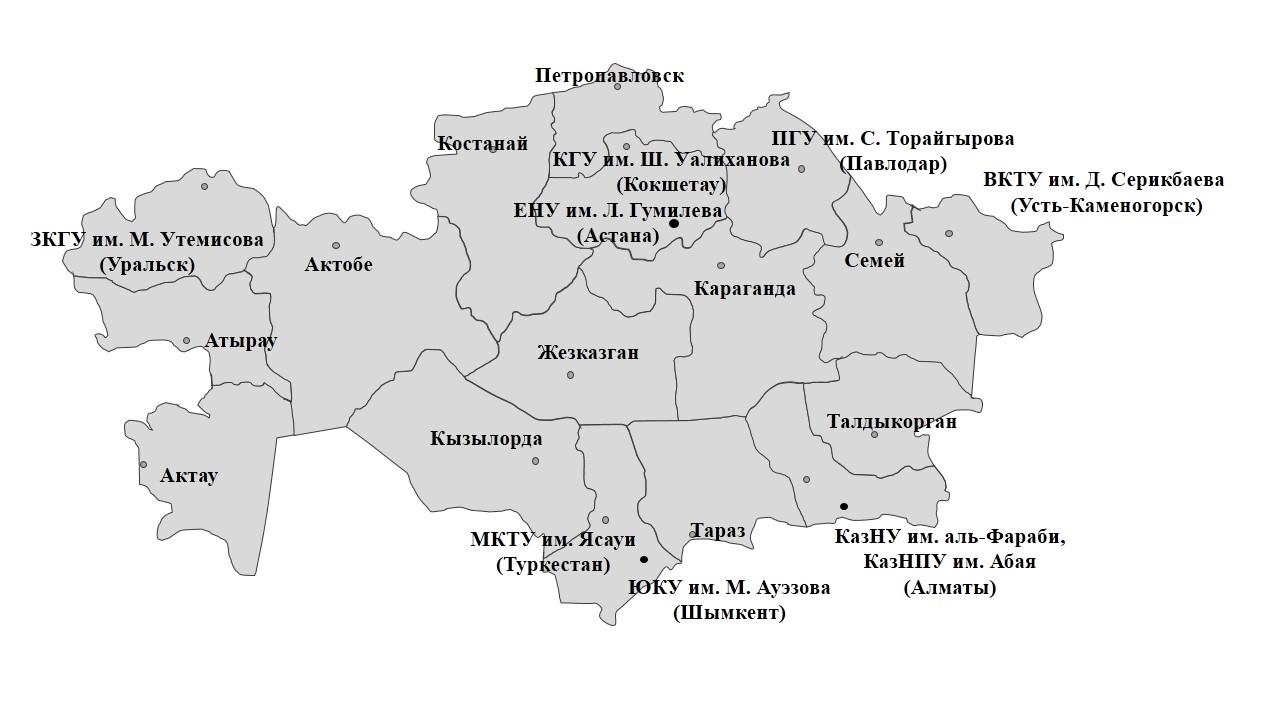 Петропавловск
Костанай
ПГУ им. С. Торайгырова
(Павлодар)
КГУ им. Ш. Уалиханова
(Кокшетау)
ВКТУ им. Д. Серикбаева
(Усть-Каменогорск)
ЕНУ им. Л. Гумилева
(Астана)
ЗКГУ им. М. Утемисова
(Уральск)
Актобе
Семей
Караганда
Атырау
Жезказган
Талдыкорган
Кызылорда
Актау
Тараз
МКТУ им. Ясауи
(Туркестан)
КазНУ им. аль-Фараби,
КазНПУ им. Абая
(Алматы)
ЮКУ им. М. Ауэзова
(Шымкент)